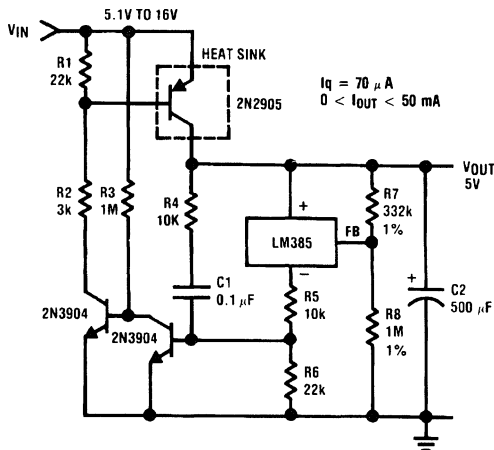 5.1V TO 16V
VIN
R1
22k
HEAT SINK
2N2905
Iq = 70 μA
0 < IOUT < 50 mA
VOUT
5V
R2
3k
R3
1M
R4
10K
+
LM385
−
FB
R7
332k
1%
C1
0.1 μF
R5
10k
R8
1M
1%
+
C2
500 μF
2N3904
2N3904
R6
22k